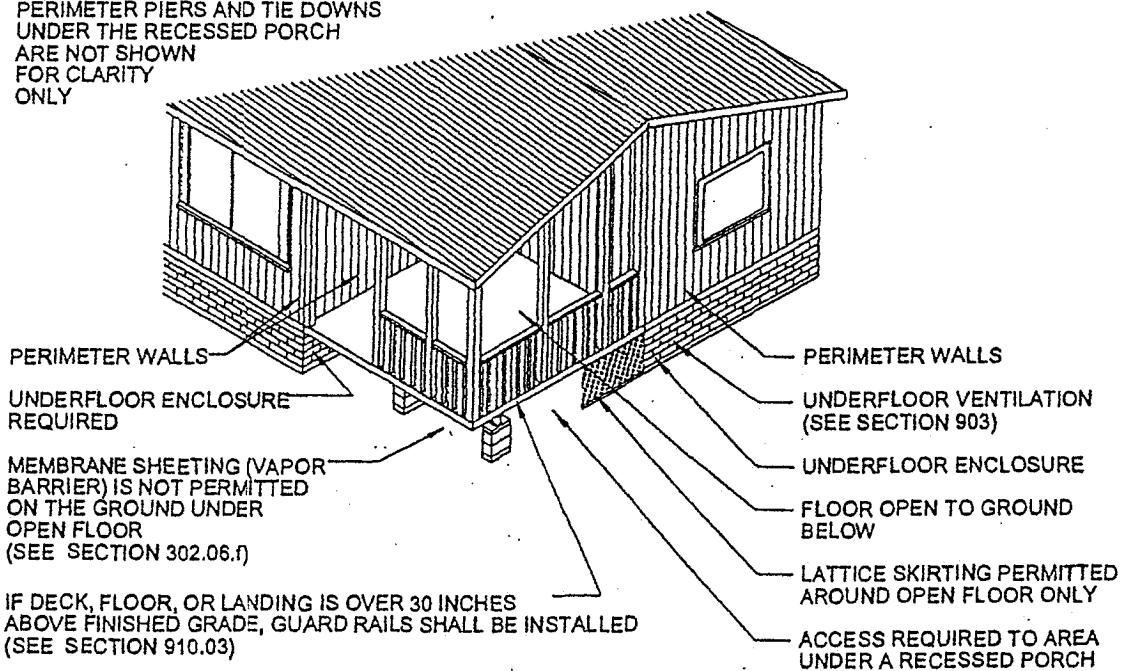 PERIMETER PIERS AND TIE DOWNS
UNDER THE RECESSED PORCH
ARE NOT SHOWN
FOR CLARITY
ONLY
PERIMETER WALLS
UNDERFLOOR ENCLOSURE
REQUIRED
MEMBRANE SHEETING (VAPOR
BARRIER) IS NOT PERMITTED
ON THE GROUND UNDER
OPEN FLOOR
(SEE SECTION 302.06.f)
IF DECK, FLOOR, OR LANDING IS OVER 30 INCHES
ABOVE FINISHED GRADE, GUARD RAILS SHALL BE INSTALLED
(SEE SECTION 910.03)
PERIMETER WALLS
UNDERFLOOR VENTILATION
(SEE SECTION 903)
UNDERFLOOR ENCLOSURE
FLOOR OPEN TO GROUND
BELOW
LATTICE SKIRTING PERMITTED
AROUND OPEN FLOOR ONLY
ACCESS REQUIRED TO AREA
UNDER A RECESSED PORCH